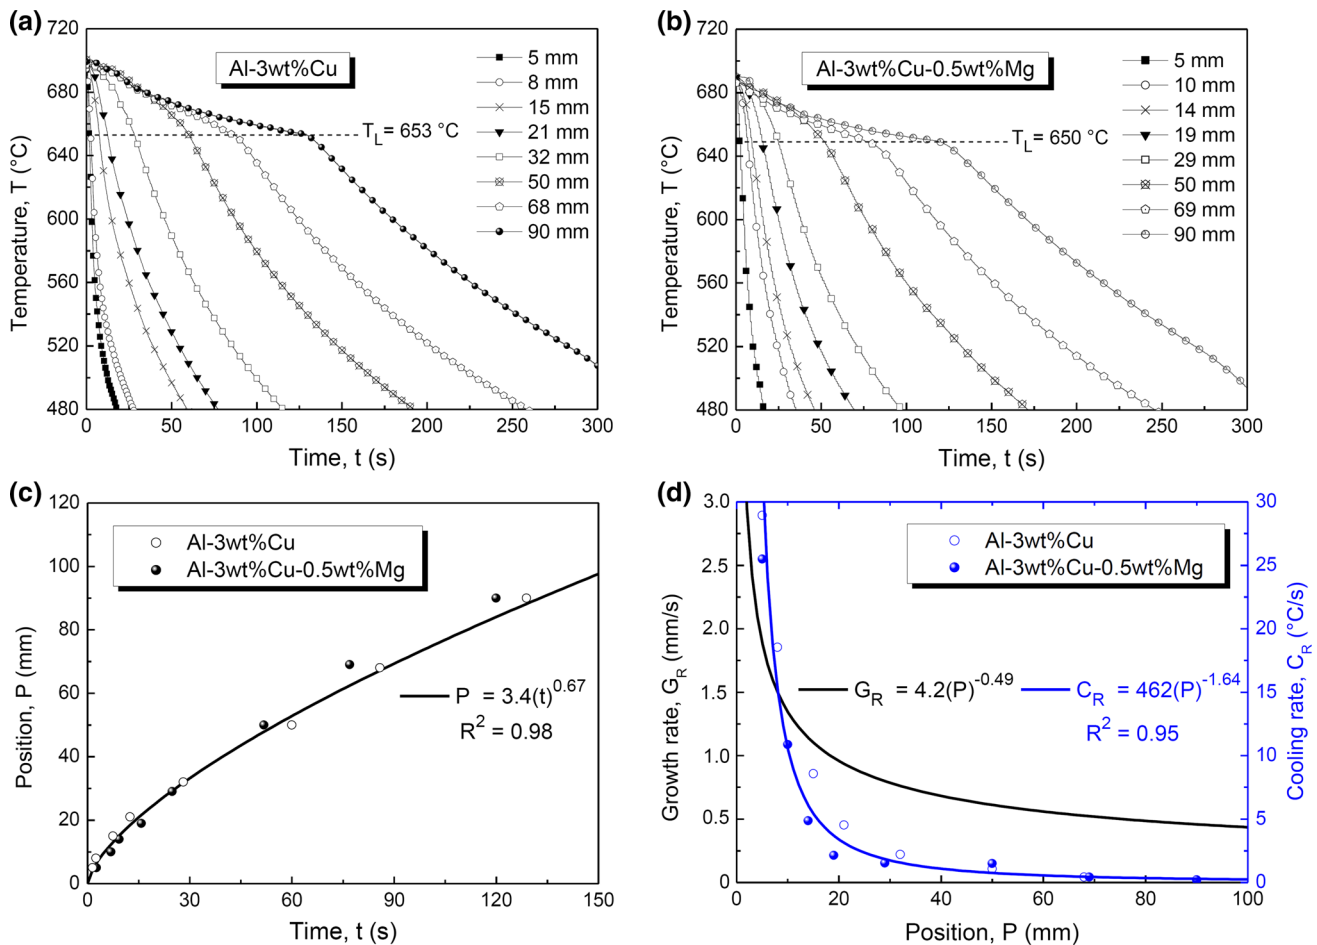 (a)
720
680
640
600
560
520
480
Temperature, T (°C)
Al-3wt%Cu
T_L = 653 °C
5 mm
8 mm
15 mm
21 mm
32 mm
50 mm
68 mm
90 mm
0 50 100 150 200 250 300
Time, t (s)
(b)
720
680
640
600
560
520
480
Temperature, T (°C)
Al-3wt%Cu-0.5wt%Mg
T_L = 650 °C
5 mm
10 mm
14 mm
19 mm
29 mm
50 mm
69 mm
90 mm
0 50 100 150 200 250 300
Time, t (s)
(c)
120
100
80
60
40
20
0
Position, P (mm)
Al-3wt%Cu
Al-3wt%Cu-0.5wt%Mg
P = 3.4(t)^0.67
R^2 = 0.98
0 30 60 90 120 150
Time, t (s)
(d)
3.0
2.5
2.0
1.5
1.0
0.5
0.0
Growth rate, G_R (mm/s)
Al-3wt%Cu
Al-3wt%Cu-0.5wt%Mg
G_R = 4.2(P)^-0.49
C_R = 462(P)^-1.64
R^2 = 0.95
30
25
20
15
10
5
0
Cooling rate, C_R (°C/s)
0 20 40 60 80 100
Position, P (mm)